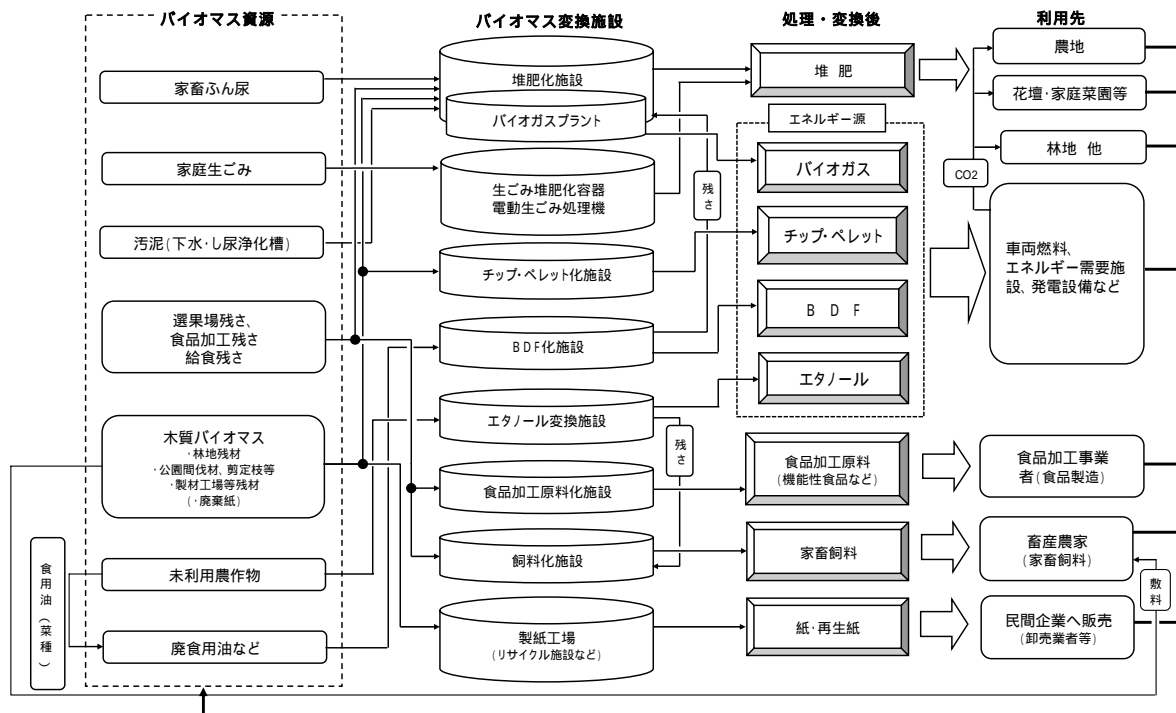 バイオマス資源
バイオマス変換施設
処理・変換後
利用先
家畜ふん尿
家庭生ごみ
汚泥(下水・し尿浄化槽)
選果場残さ、
食品加工残さ
給食残さ
木質バイオマス
・林地残材
・公園間伐材、剪定枝等
・製材工場等残材
(・廃棄紙)
未利用農作物
廃食用油など
食用油(菜種)
堆肥化施設
バイオガスプラント
生ごみ堆肥化容器
電動生ごみ処理機
チップ・ペレット化施設
BDF化施設
エタノール変換施設
食品加工原料化施設
飼料化施設
製紙工場
(リサイクル施設など)
残さ
残さ
堆 肥
エネルギー源
バイオガス
チップ・ペレット
B D F
エタノール
食品加工原料
(機能性食品など)
家畜飼料
紙・再生紙
農地
花壇・家庭菜園等
林地 他
CO2
車両燃料、
エネルギー需要施
設、発電設備など
食品加工事業
者(食品製造)
畜産農家
(家畜飼料)
敷料
民間企業へ販売
(卸売業者等)